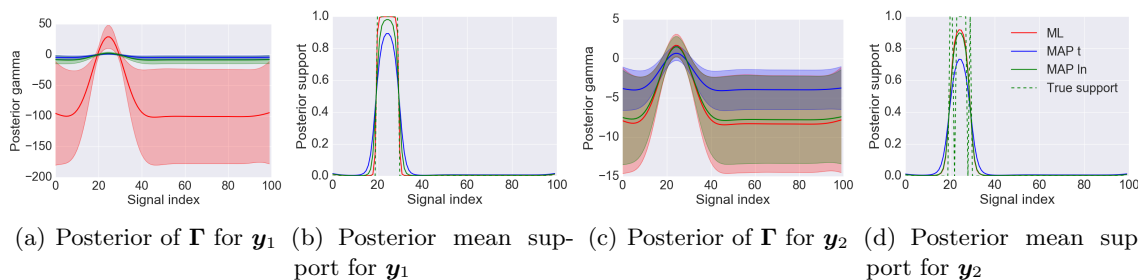 50
0
−50
−100
−150
−200
Posterior gamma
0 20 40 60 80 100
Signal index
1.0
0.8
0.6
0.4
0.2
0.0
Posterior support
0 20 40 60 80 100
Signal index
5
0
−5
−10
−15
Posterior gamma
0 20 40 60 80 100
Signal index
1.0
0.8
0.6
0.4
0.2
0.0
Posterior support
ML
MAP t
MAP ln
True support
0 20 40 60 80 100
Signal index
(a) Posterior of Γ for y1
(b) Posterior mean sup-
port for y1
(c) Posterior of Γ for y2
(d) Posterior mean sup
port for y2